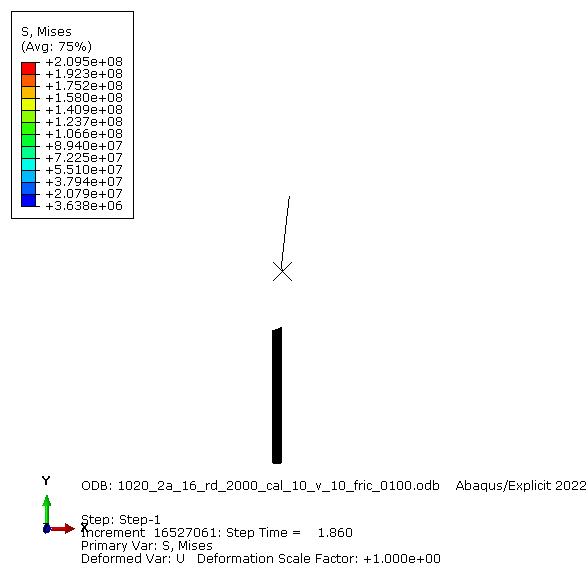 S, Mises
(Avg: 75%)
+2.095e+08
+1.923e+08
+1.752e+08
+1.580e+08
+1.409e+08
+1.237e+08
+1.066e+08
+8.940e+07
+7.225e+07
+5.510e+07
+3.794e+07
+2.079e+07
+3.638e+06
Y
X
Z
ODB: 1020_2a_16_rd_2000_cal_10_v_10_fric_0100.odb Abaqus/Explicit 2022
Step: Step-1
Increment 16527061: Step Time = 1.860
Primary Var: S, Mises
Deformed Var: U Deformation Scale Factor: +1.000e+00